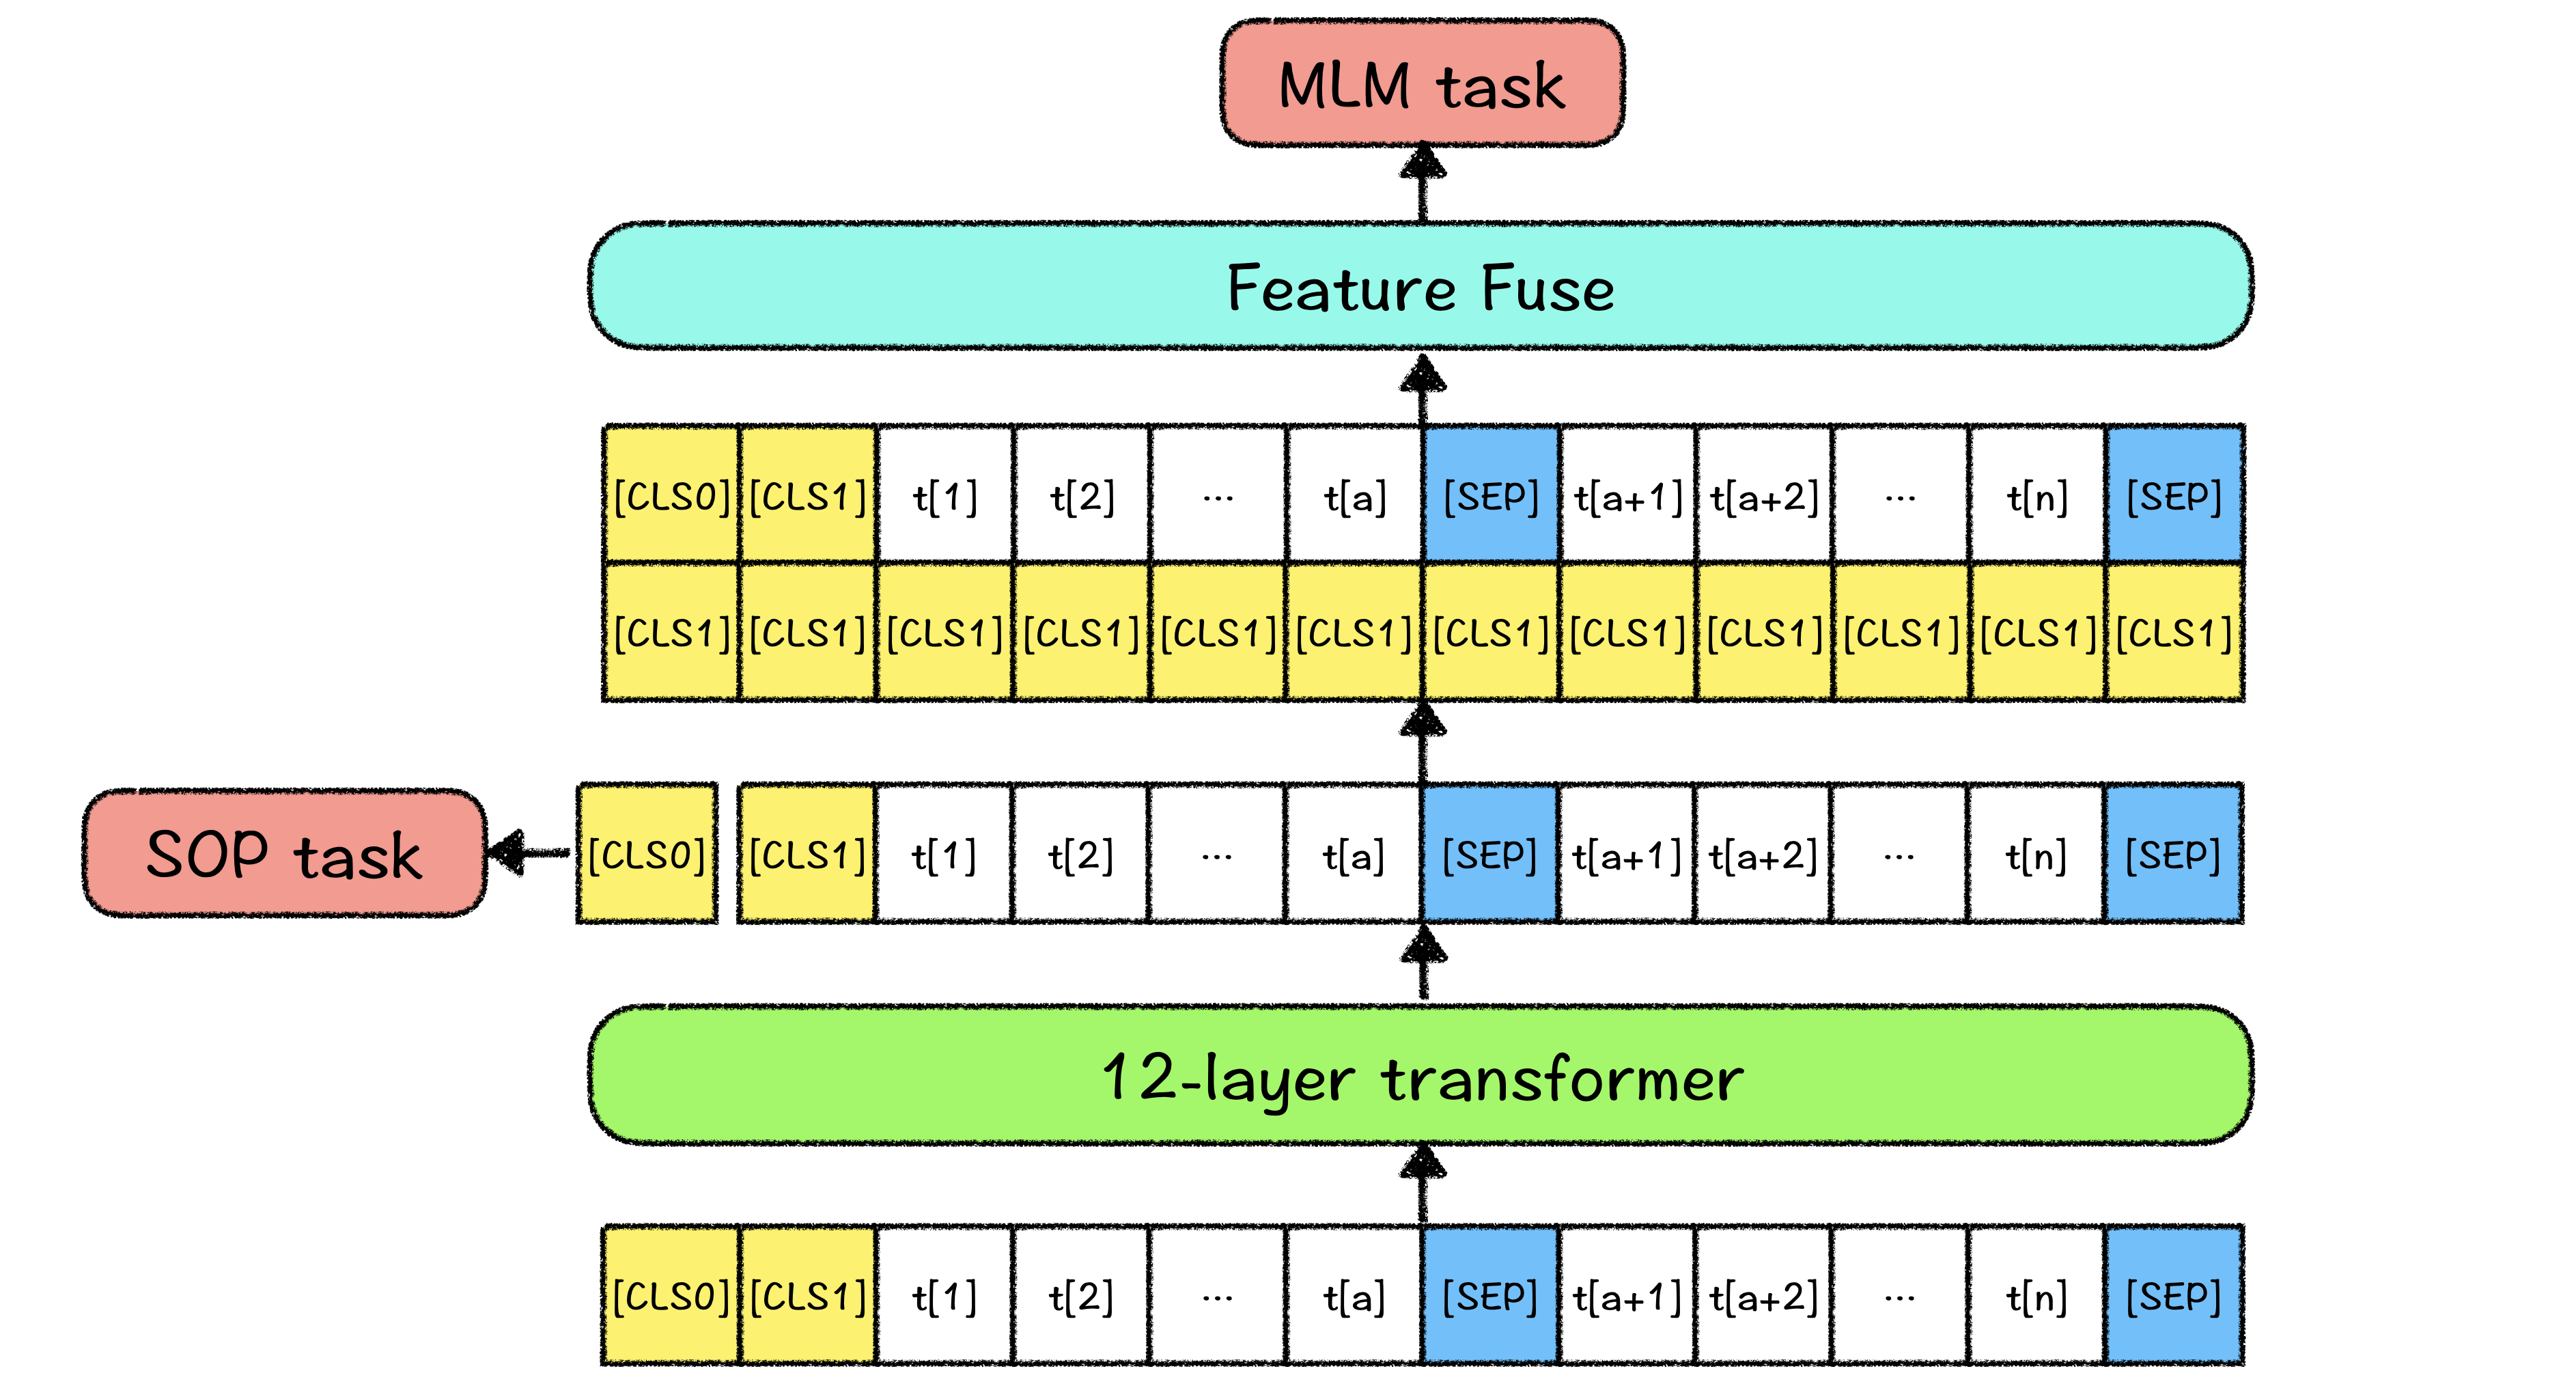 MLM task
Feature Fuse
[CLS0] [CLS1] t[1] t[2] ... t[a] [SEP] t[a+1] t[a+2] ... t[n] [SEP]
[CLS1] [CLS1] [CLS1] [CLS1] [CLS1] [CLS1] [CLS1] [CLS1] [CLS1] [CLS1] [CLS1] [CLS1]
SOP task [CLS0] [CLS1] t[1] t[2] ... t[a] [SEP] t[a+1] t[a+2] ... t[n] [SEP]
12-layer transformer
[CLS0] [CLS1] t[1] t[2] ... t[a] [SEP] t[a+1] t[a+2] ... t[n] [SEP]